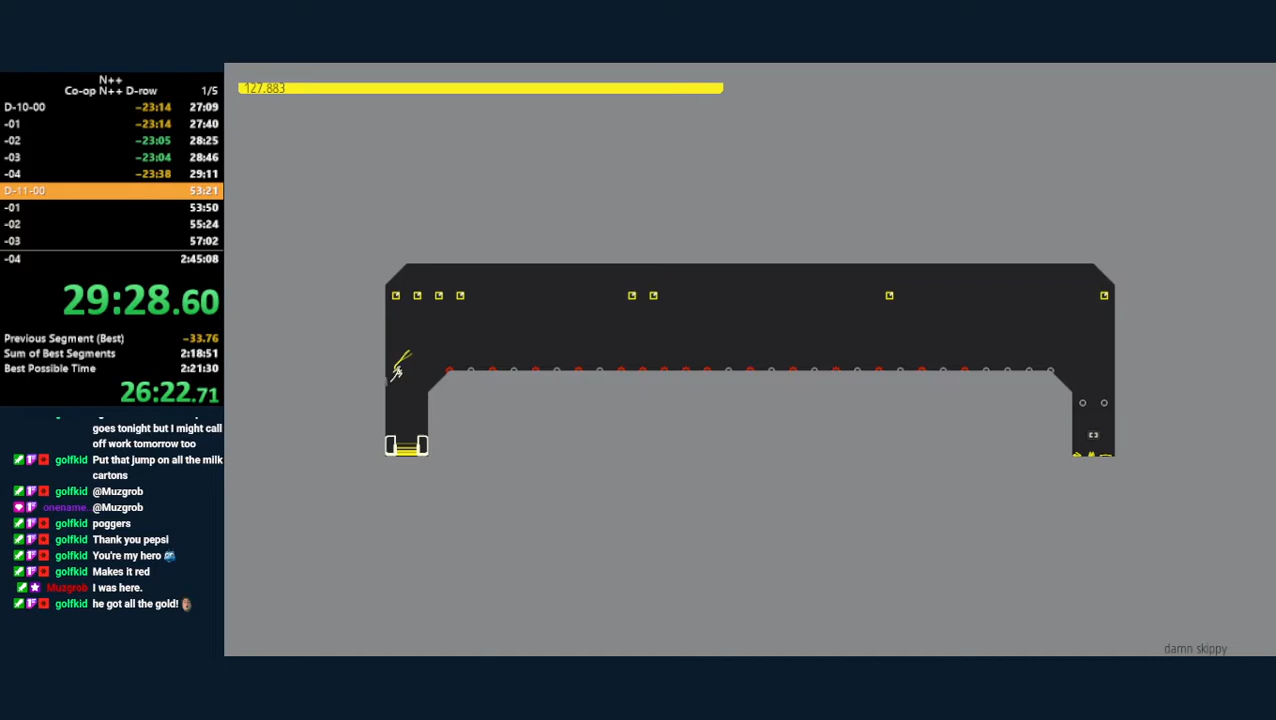 N++
Co-op N++ D-row 1/5
D-10-00 -23:14 27:09
-01 -23:14 27:40
-02 -23:05 28:25
-03 -23:04 28:46
-04 -23:38 29:11
D-11-00 53:21
-01 53:50
-02 55:24
-03 57:02
-04 2:45:08
29:28.60
Previous Segment (Best) -33.76
Sum of Best Segments 2:18:51
Best Possible Time 2:21:30
26:22.71
goes tonight but I might call
off work tomorrow too
golfkid Put that jump on all the milk
cartons
golfkid @Muzgrob
onename.. @Muzgrob
golfkid poggers
golfkid Thank you pepsi
golfkid You're my hero
golfkid Makes it red
Muzgrob I was here.
golfkid he got all the gold!
127.883
damn skippy